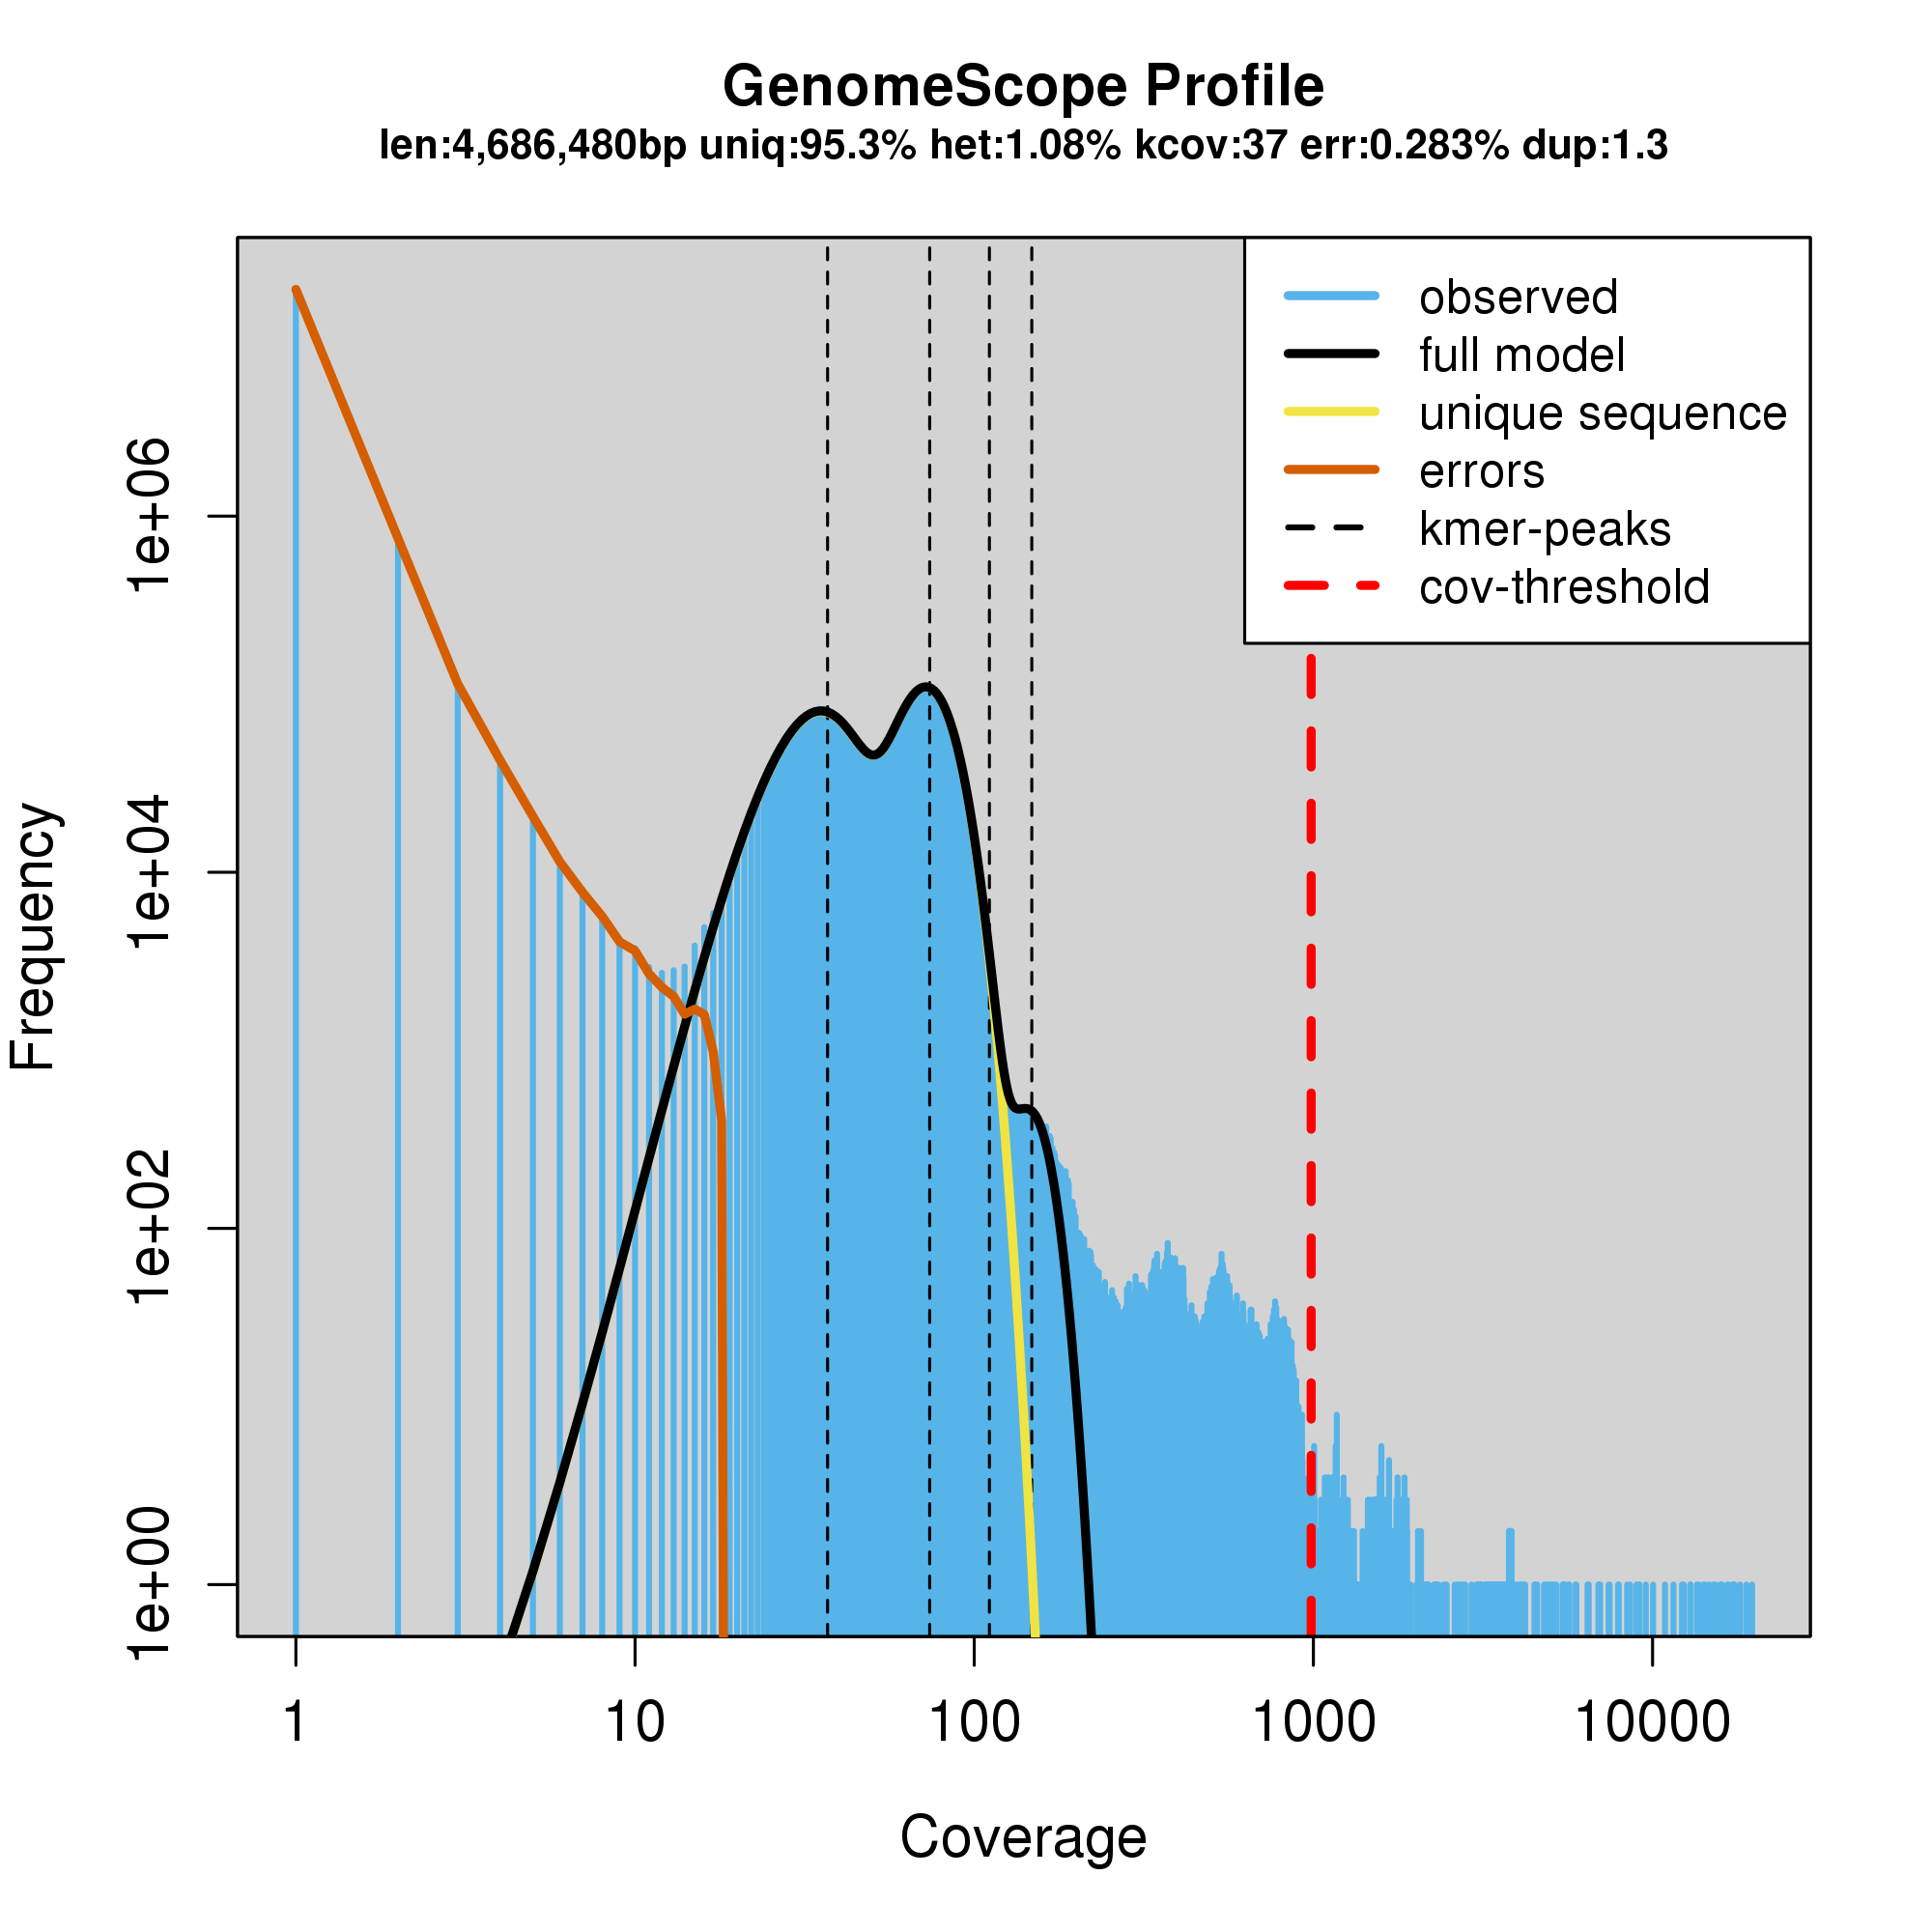 GenomeScope Profile
len:4,686,480bp uniq:95.3% het:1.08% kcov:37 err:0.283% dup:1.3
observed
full model
unique sequence
errors
kmer-peaks
cov-threshold
Frequency
1e+06
1e+04
1e+02
1e+00
1
10
100
1000
10000
Coverage